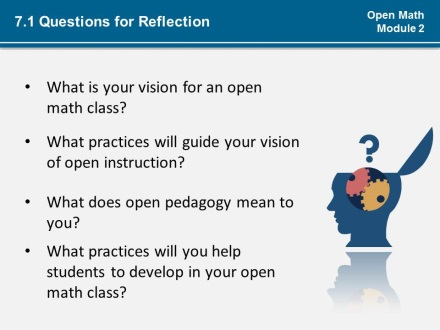 7.1 Questions for Reflection
Open Math
Module 2
• What is your vision for an open
math class?
• What practices will guide your vision
of open instruction?
• What does open pedagogy mean to
you?
• What practices will you help
students to develop in your open
math class?
?